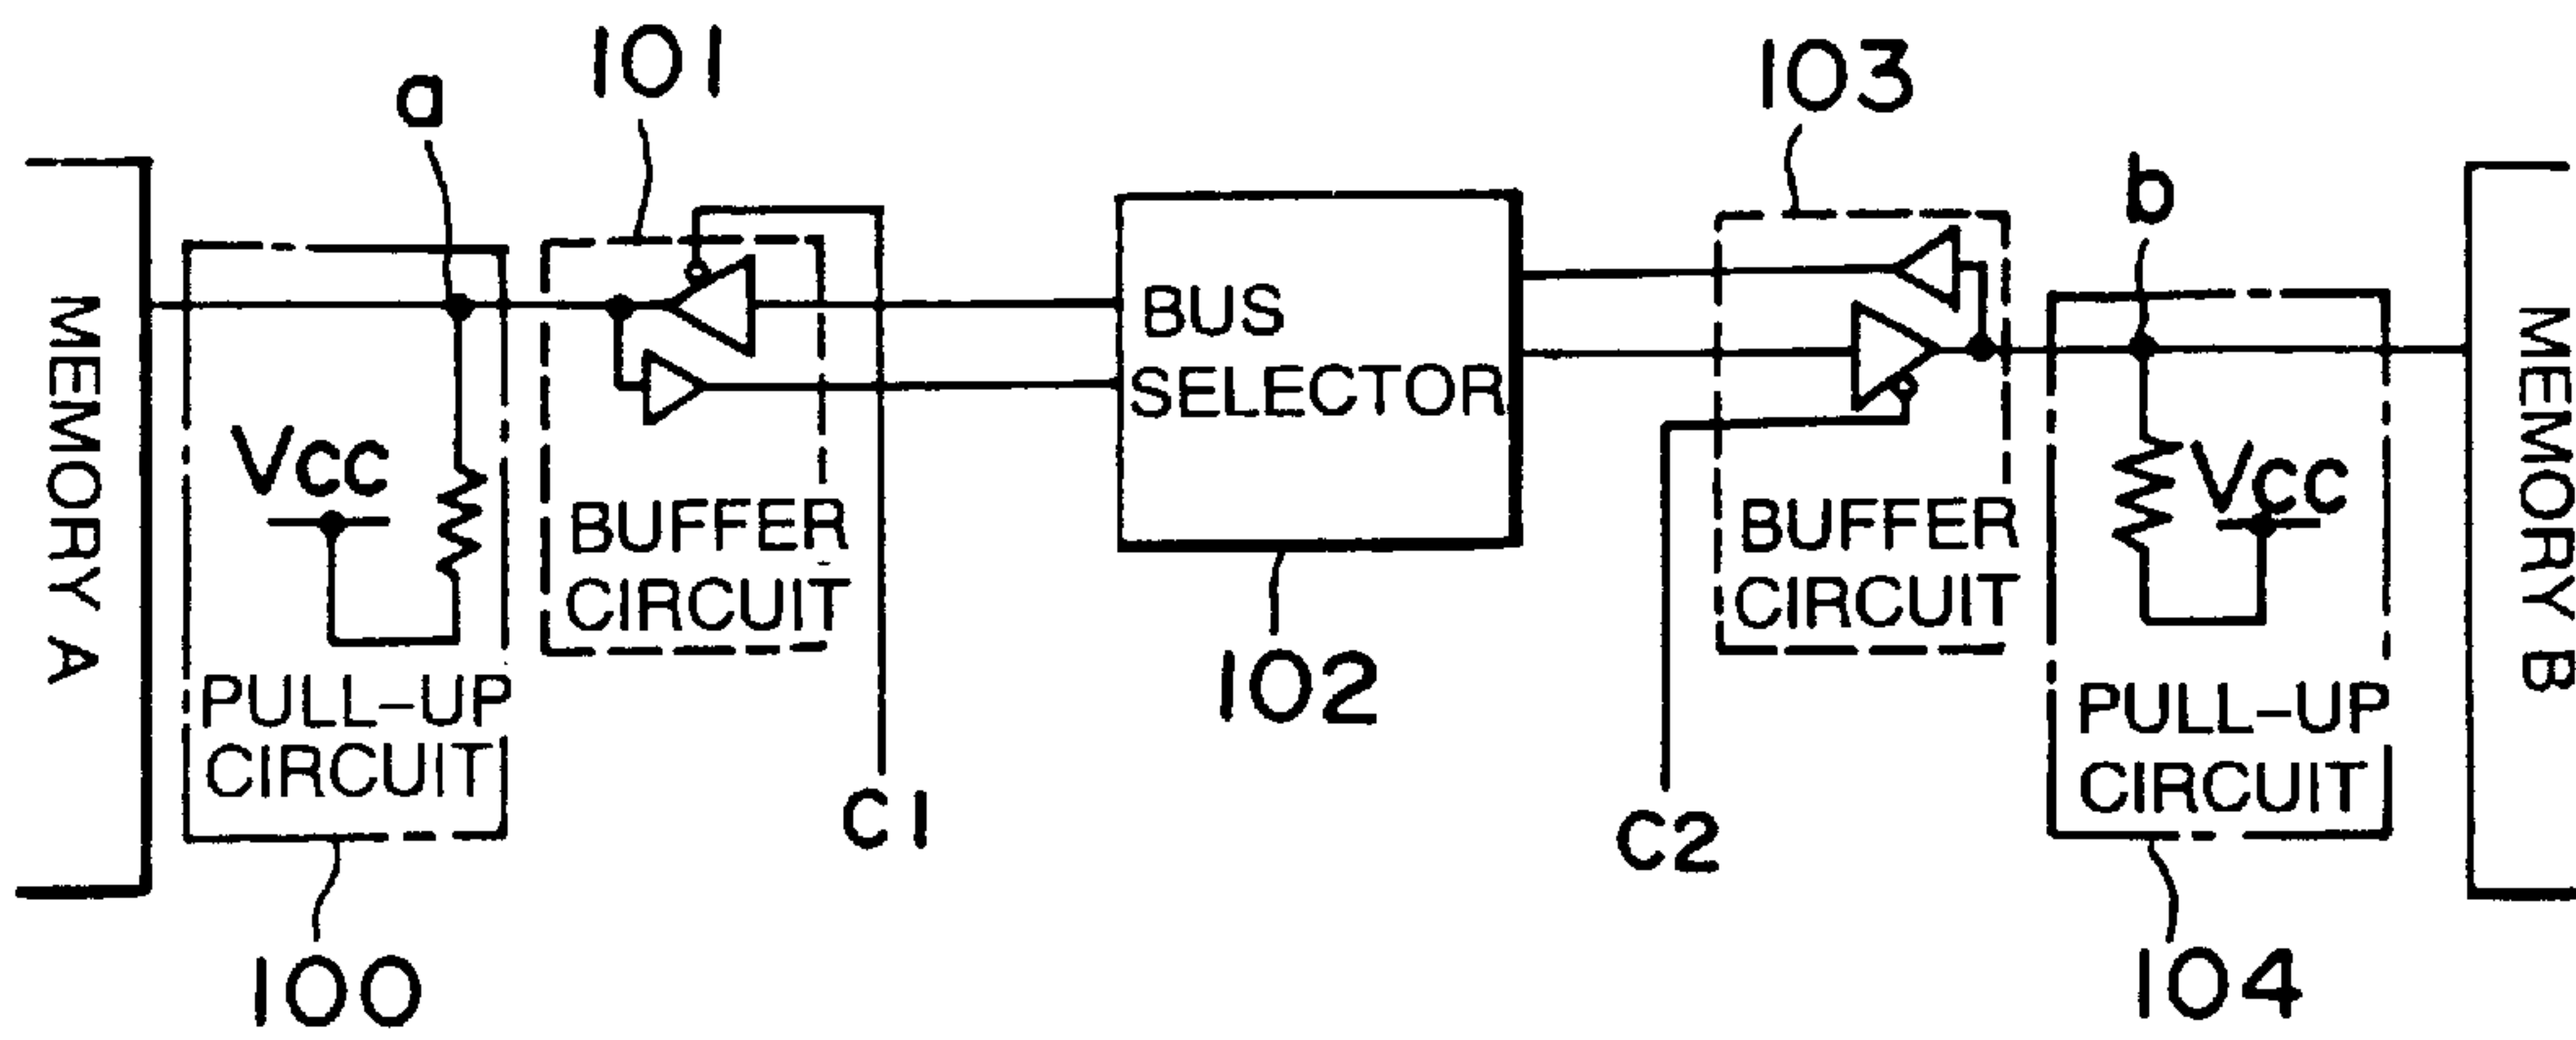 101
103
a
b
MEMORY A
BUS
SELECTOR
MEMORY B
Vcc
BUFFER
CIRCUIT
BUFFER
CIRCUIT
Vcc
102
PULL-UP
CIRCUIT
PULL-UP
CIRCUIT
C1
C2
100
104